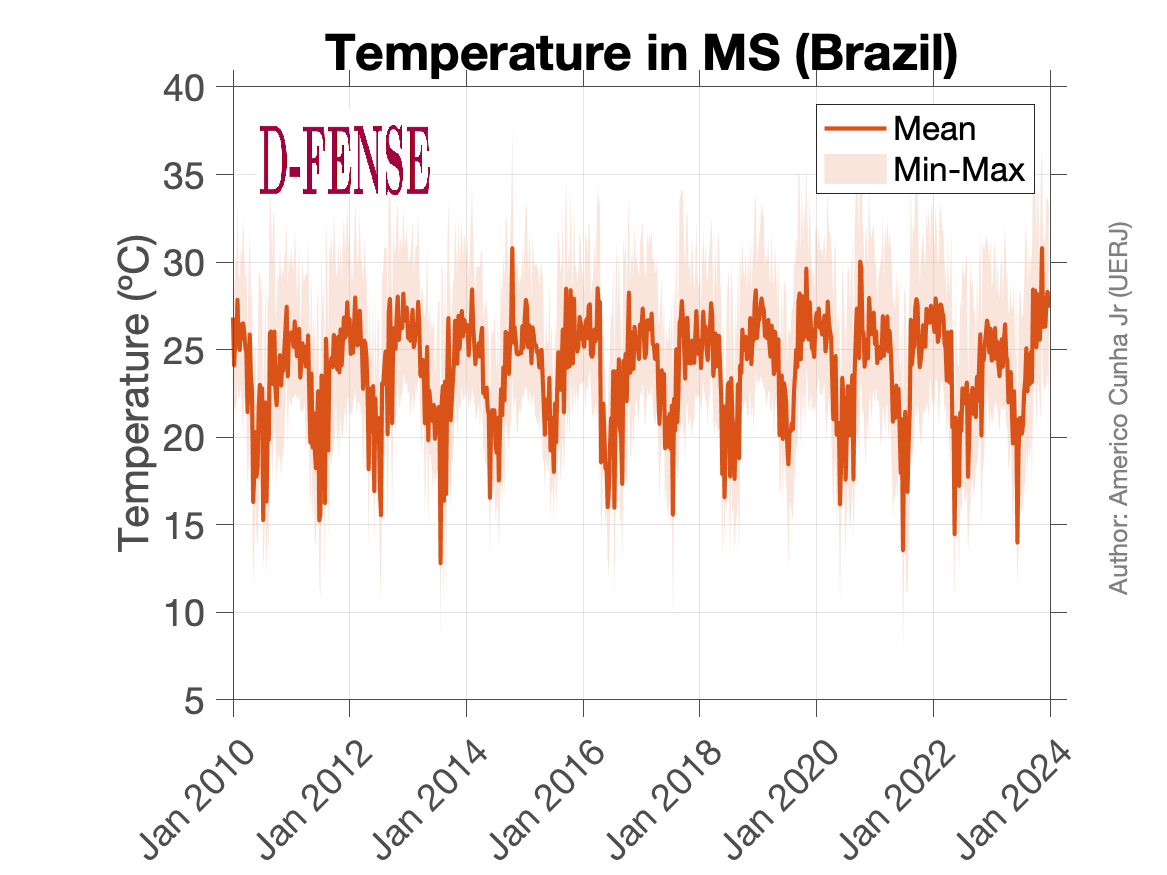 Temperature in MS (Brazil)
D-FENSE
Mean
Min-Max
Temperature (ºC)
40
35
30
25
20
15
10
5
Jan 2010
Jan 2012
Jan 2014
Jan 2016
Jan 2018
Jan 2020
Jan 2022
Jan 2024
Author: Americo Cunha Jr (UERJ)